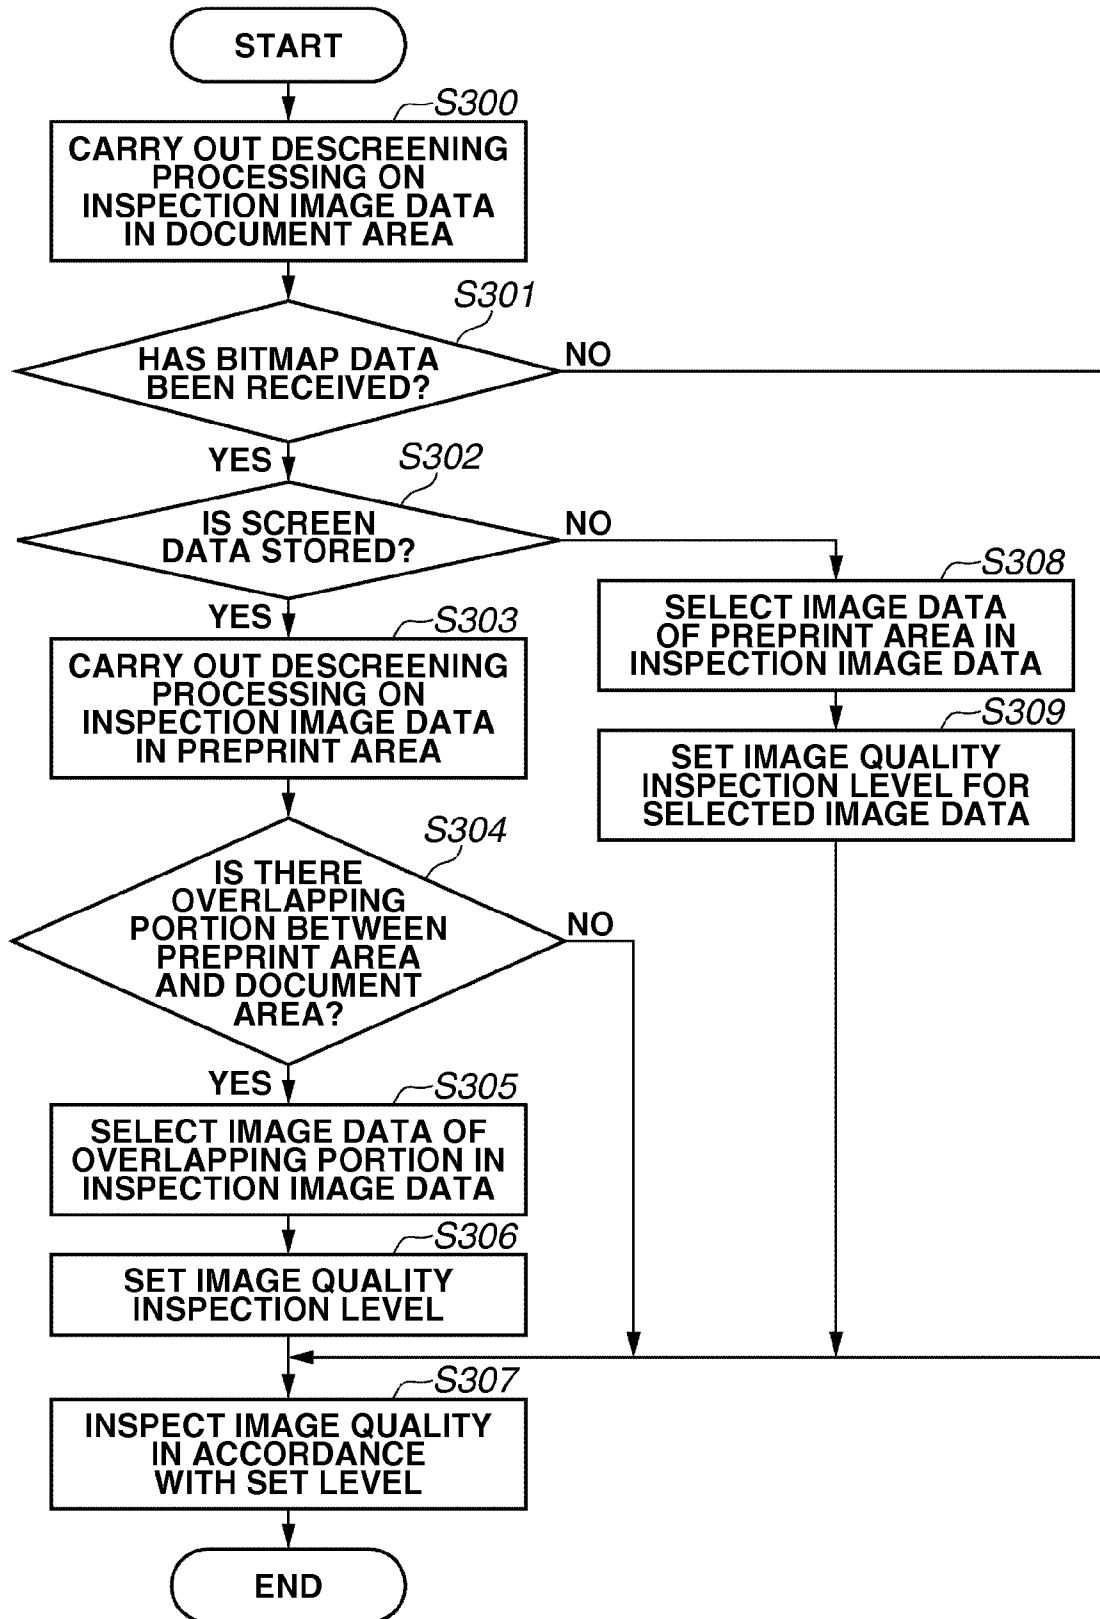 START
S300
CARRY OUT DESCREENING
PROCESSING ON
INSPECTION IMAGE DATA
IN DOCUMENT AREA
S301
HAS BITMAP DATA
BEEN RECEIVED?
NO
YES
S302
IS SCREEN
DATA STORED?
NO
YES
S303
CARRY OUT DESCREENING
PROCESSING ON
INSPECTION IMAGE DATA
IN PREPRINT AREA
S308
SELECT IMAGE DATA
OF PREPRINT AREA IN
INSPECTION IMAGE DATA
S309
SET IMAGE QUALITY
INSPECTION LEVEL FOR
SELECTED IMAGE DATA
S304
IS THERE
OVERLAPPING
PORTION BETWEEN
PREPRINT AREA
AND DOCUMENT
AREA?
NO
YES
S305
SELECT IMAGE DATA OF
OVERLAPPING PORTION IN
INSPECTION IMAGE DATA
S306
SET IMAGE QUALITY
INSPECTION LEVEL
S307
INSPECT IMAGE QUALITY
IN ACCORDANCE
WITH SET LEVEL
END